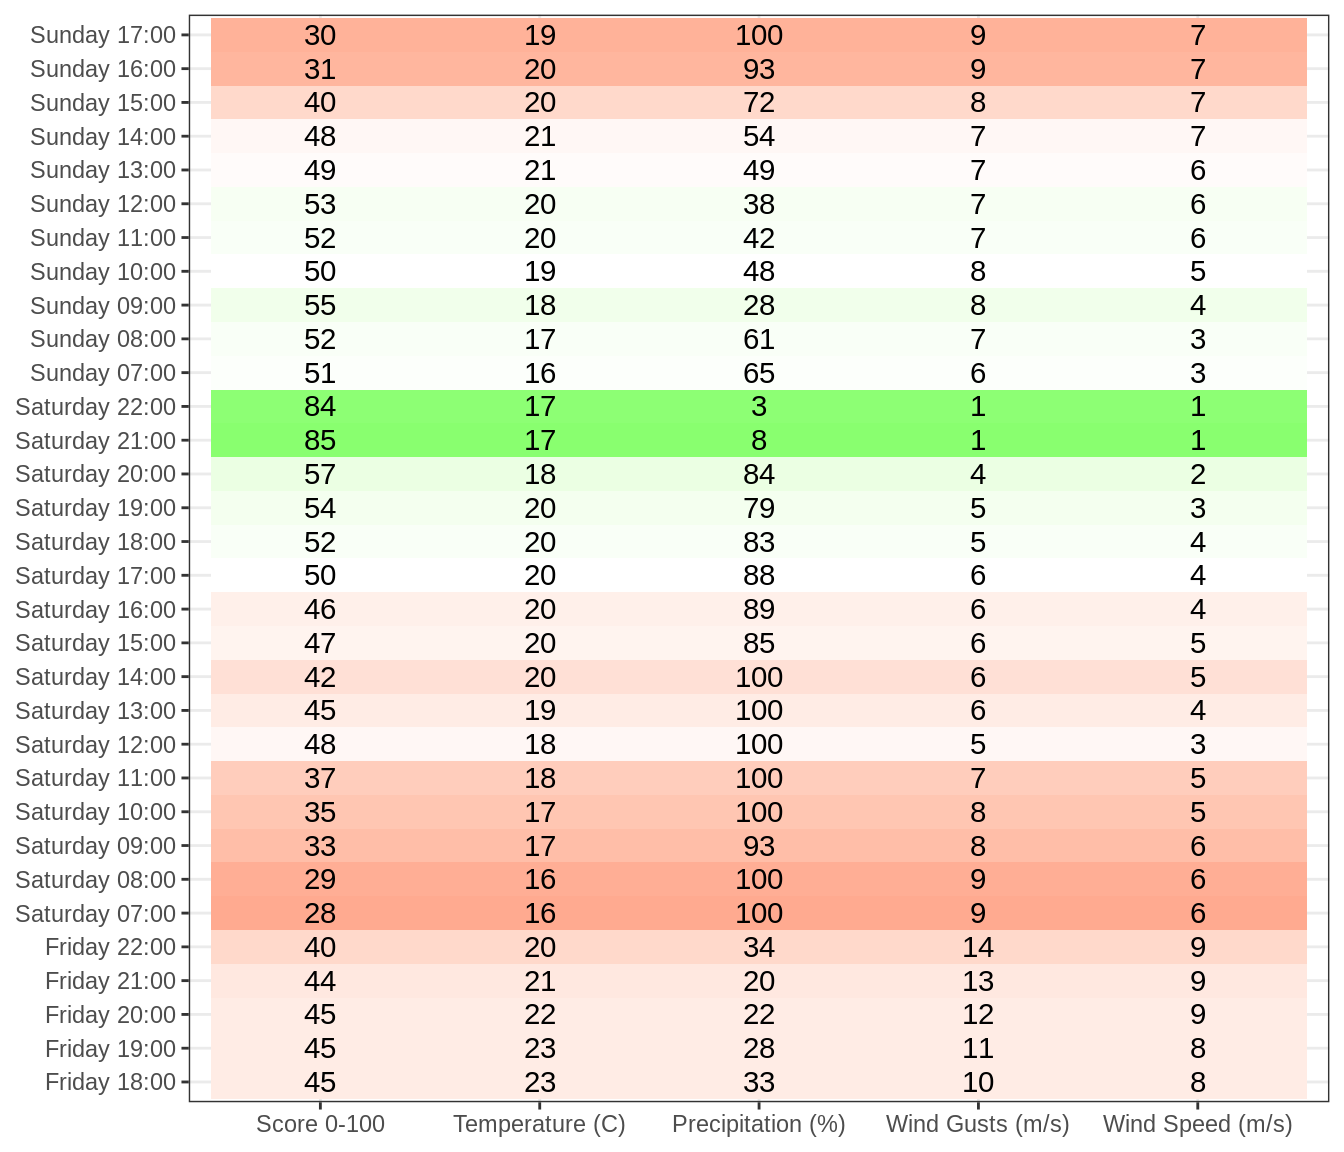 Sunday 17:00 30 19 100 9 7
Sunday 16:00 31 20 93 9 7
Sunday 15:00 40 20 72 8 7
Sunday 14:00 48 21 54 7 7
Sunday 13:00 49 21 49 7 6
Sunday 12:00 53 20 38 7 6
Sunday 11:00 52 20 42 7 6
Sunday 10:00 50 19 48 8 5
Sunday 09:00 55 18 28 8 4
Sunday 08:00 52 17 61 7 3
Sunday 07:00 51 16 65 6 3
Saturday 22:00 84 17 3 1 1
Saturday 21:00 85 17 8 1 1
Saturday 20:00 57 18 84 4 2
Saturday 19:00 54 20 79 5 3
Saturday 18:00 52 20 83 5 4
Saturday 17:00 50 20 88 6 4
Saturday 16:00 46 20 89 6 4
Saturday 15:00 47 20 85 6 5
Saturday 14:00 42 20 100 6 5
Saturday 13:00 45 19 100 6 4
Saturday 12:00 48 18 100 5 3
Saturday 11:00 37 18 100 7 5
Saturday 10:00 35 17 100 8 5
Saturday 09:00 33 17 93 8 6
Saturday 08:00 29 16 100 9 6
Saturday 07:00 28 16 100 9 6
Friday 22:00 40 20 34 14 9
Friday 21:00 44 21 20 13 9
Friday 20:00 45 22 22 12 9
Friday 19:00 45 23 28 11 8
Friday 18:00 45 23 33 10 8
Score 0-100 Temperature (C) Precipitation (%) Wind Gusts (m/s) Wind Speed (m/s)